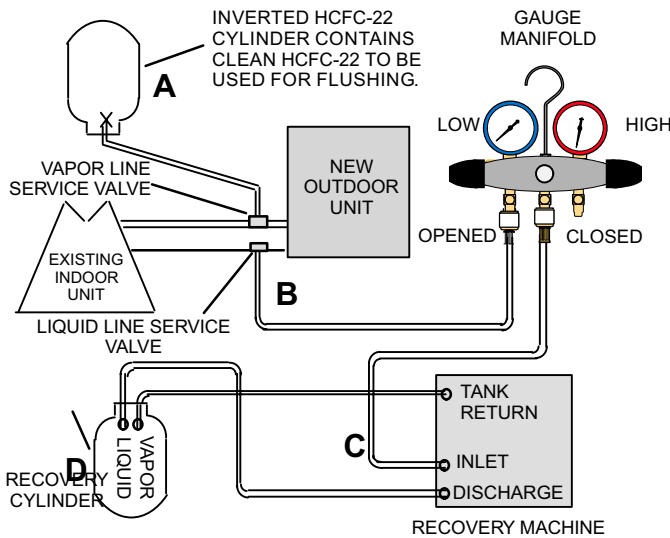 INVERTED HCFC-22
CYLINDER CONTAINS
CLEAN HCFC-22 TO BE
USED FOR FLUSHING.
A
GAUGE
MANIFOLD
LOW
HIGH
VAPOR LINE
SERVICE VALVE
NEW
OUTDOOR
UNIT
OPENED
CLOSED
EXISTING
INDOOR
UNIT
B
LIQUID LINE SERVICE
VALVE
TANK
RETURN
C
INLET
DISCHARGE
D
RECOVERY
CYLINDER
LIQUID
VAPOR
RECOVERY MACHINE